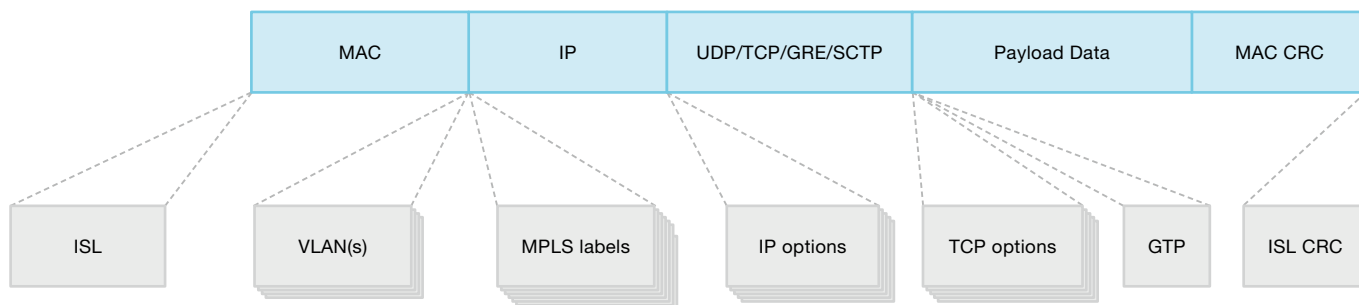 MAC
IP
UDP/TCP/GRE/SCTP
Payload Data
MAC CRC
ISL
VLAN(s)
MPLS labels
IP options
TCP options
GTP
ISL CRC